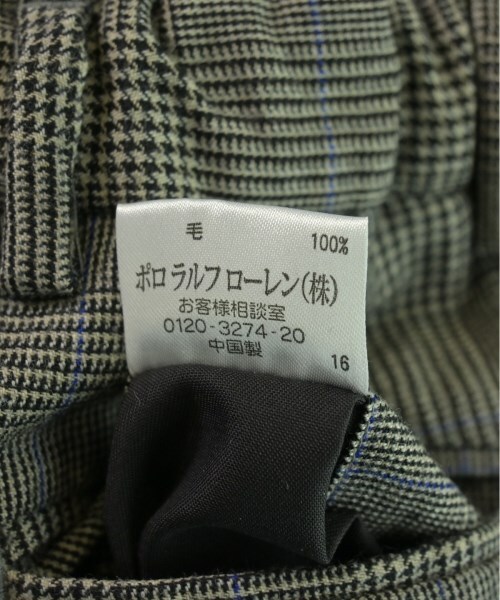 毛 100%
ポロ ラルフ ローレン(株)
お客様相談室
0120-3274-20
中国製
16